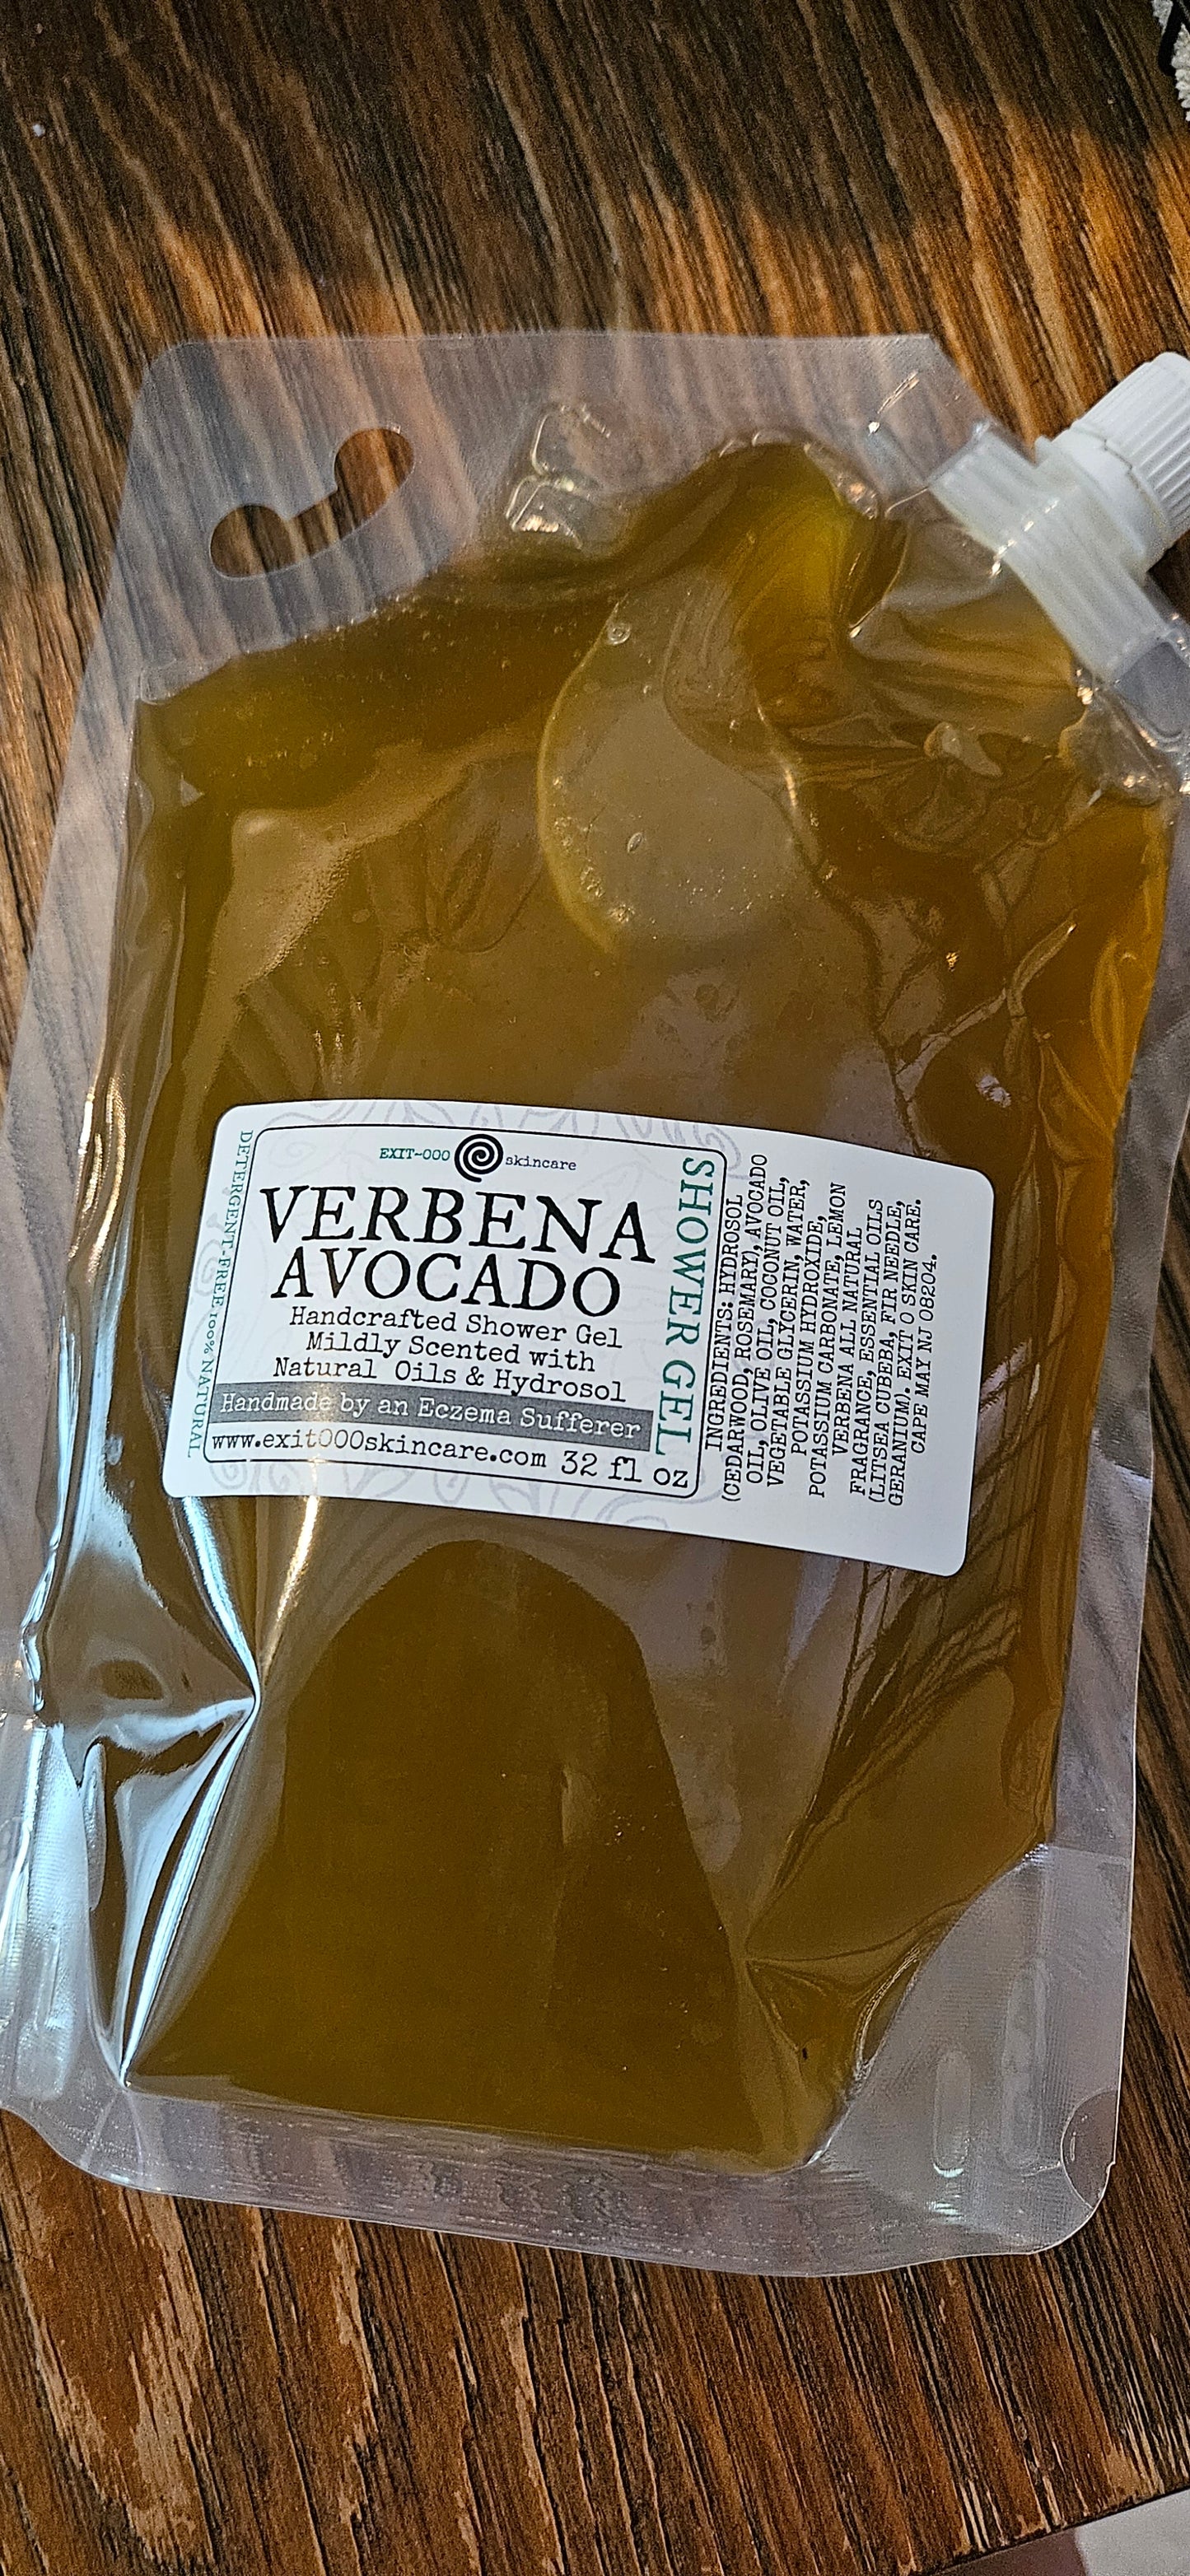 EXIT-000 skincare
VERBENA
AVOCADO
Handcrafted Shower Gel
Mildly Scented with
Natural Oils & Hydrosol
Handmade by an Eczema Sufferer
www.exit000skincare.com 32 fl oz
DETERGENT-FREE 100% NATURAL
SHOWER GEL
INGREDIENTS: HYDROSOL
(CEDARWOOD, ROSEMARY), AVOCADO
OIL, OLIVE OIL, COCONUT OIL,
VEGETABLE GLYCERIN, WATER,
POTASSIUM HYDROXIDE,
POTASSIUM CARBONATE, LEMON
VERBENA ALL NATURAL
FRAGRANCE, ESSENTIAL OILS
(LITSEA CUBEBA, FIR NEEDLE,
GERANIUM). EXIT 0 SKIN CARE.
CAPE MAY NJ 08204.